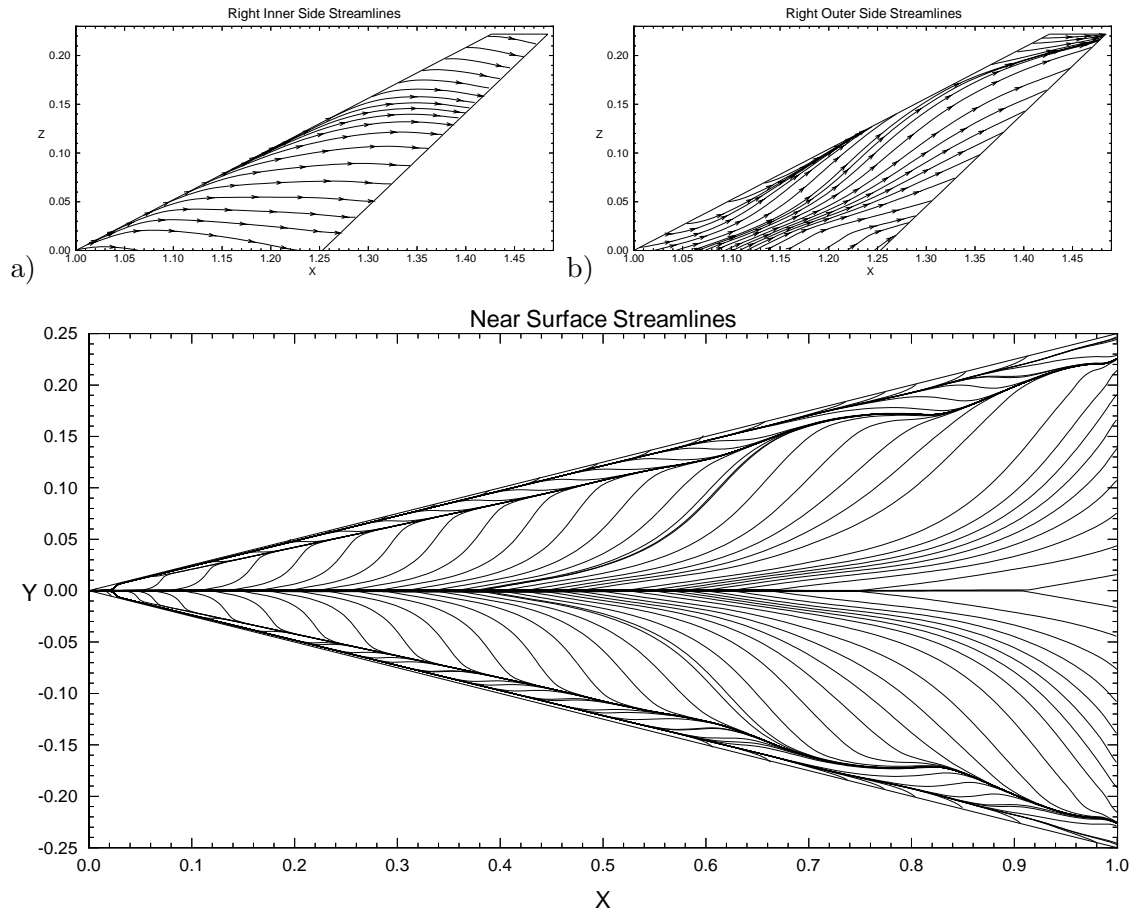 Right Inner Side Streamlines
Z
0.20
0.15
0.10
0.05
0.00
1.00 1.05 1.10 1.15 1.20 1.25 1.30 1.35 1.40 1.45
X
a)
Right Outer Side Streamlines
Z
0.20
0.15
0.10
0.05
0.00
1.00 1.05 1.10 1.15 1.20 1.25 1.30 1.35 1.40 1.45
X
b)
Near Surface Streamlines
Y
0.25
0.20
0.15
0.10
0.05
0.00
-0.05
-0.10
-0.15
-0.20
-0.25
0.0 0.1 0.2 0.3 0.4 0.5 0.6 0.7 0.8 0.9 1.0
X